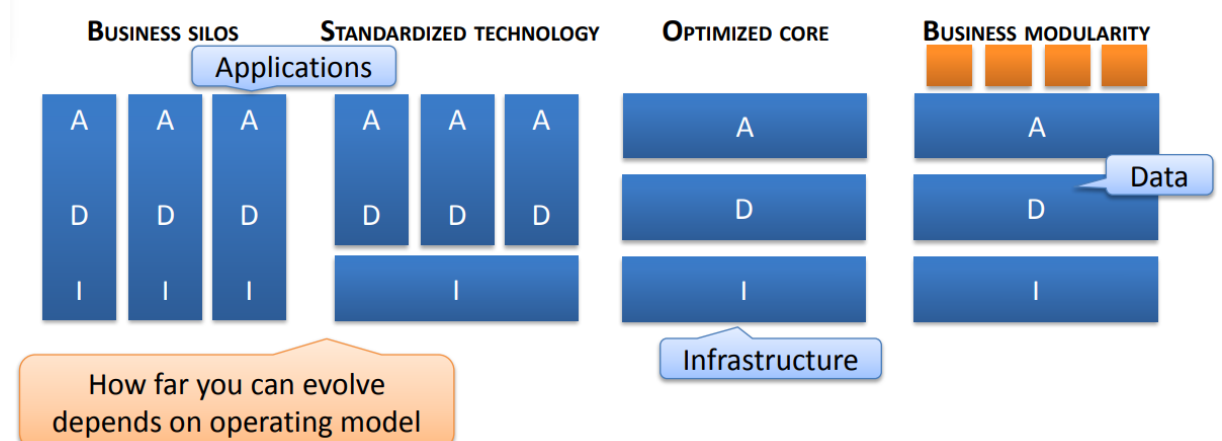 BUSINESS SILOS
STANDARDIZED TECHNOLOGY
OPTIMIZED CORE
BUSINESS MODULARITY
Applications
A A A
A A A
A
A
Data
D D D
D D D
D
D
I I I
I
I
I
Infrastructure
How far you can evolve
depends on operating model